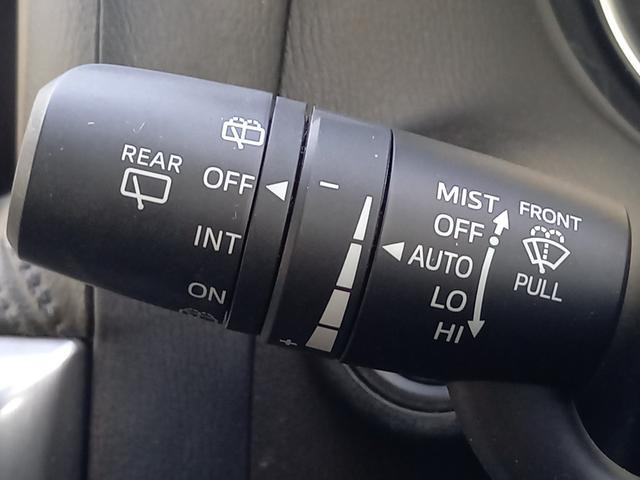 REAR
OFF
INT
ON
−
+
MIST
OFF
AUTO
LO
HI
FRONT
PULL